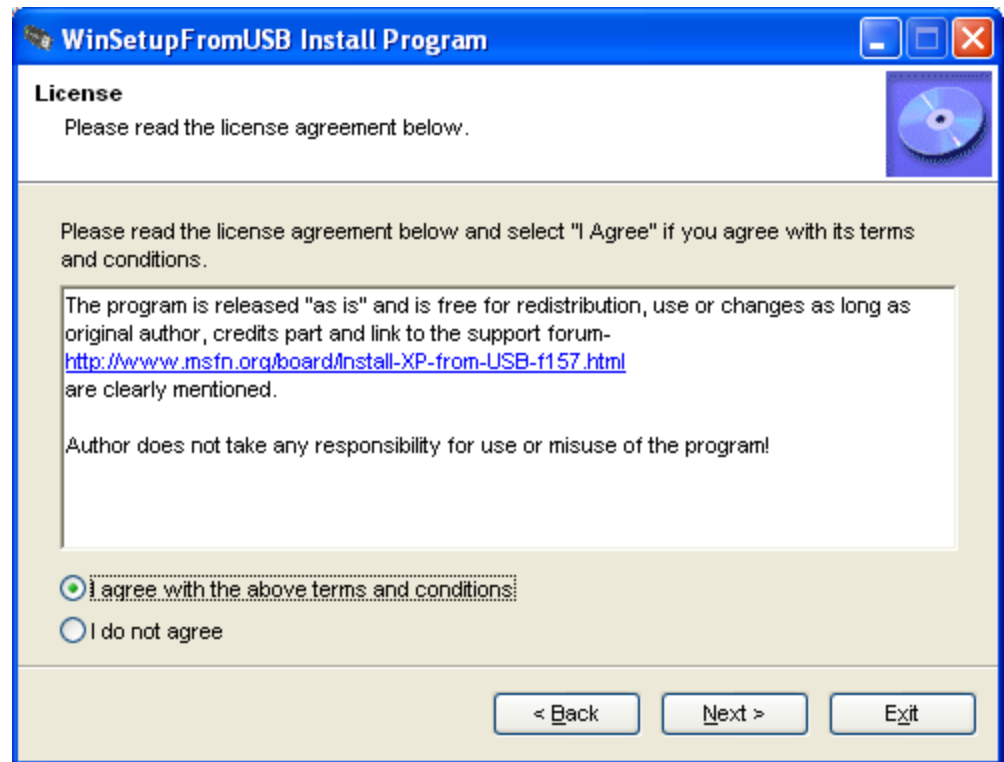 WinSetupFromUSB Install Program
License
Please read the license agreement below.
Please read the license agreement below and select "I Agree" if you agree with its terms
and conditions.
The program is released "as is" and is free for redistribution, use or changes as long as
original author, credits part and link to the support forum-
http://www.msfn.org/board/Install-XP-from-USB-f157.html
are clearly mentioned.
Author does not take any responsibility for use or misuse of the program!
I agree with the above terms and conditions
I do not agree
< Back
Next >
Exit